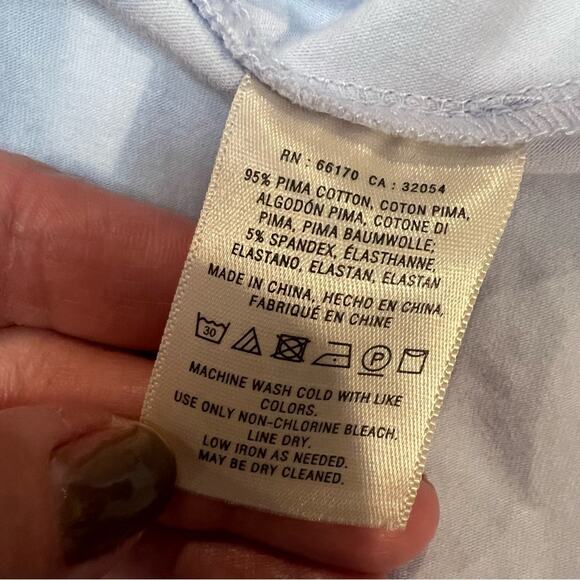 RN : 66170 CA : 32054
95% PIMA COTTON, COTON PIMA,
ALGODÓN PIMA, COTONE DI
PIMA, PIMA BAUMWOLLE;
5% SPANDEX, ÉLASTHANNE,
ELASTANO, ELASTAN, ELASTAN
MADE IN CHINA, HECHO EN CHINA,
FABRIQUÉ EN CHINE
30 P
MACHINE WASH COLD WITH LIKE
COLORS.
USE ONLY NON-CHLORINE BLEACH.
LINE DRY.
LOW IRON AS NEEDED.
MAY BE DRY CLEANED.